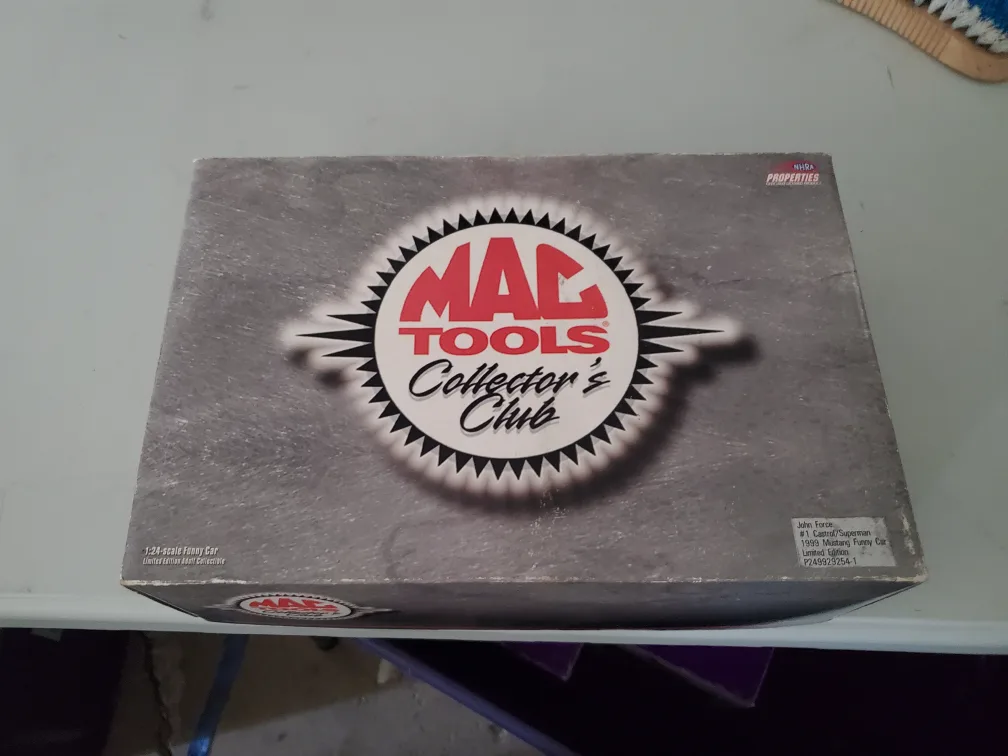 NHRA
PROPERTIES
MAC
TOOLS®
Collector's
Club
1:24-scale Funny Car
Limited Edition Adult Collectible
John Force
#1 Castrol/Superman
1999 Mustang Funny Car
Limited Edition
P249929254-1
MAC